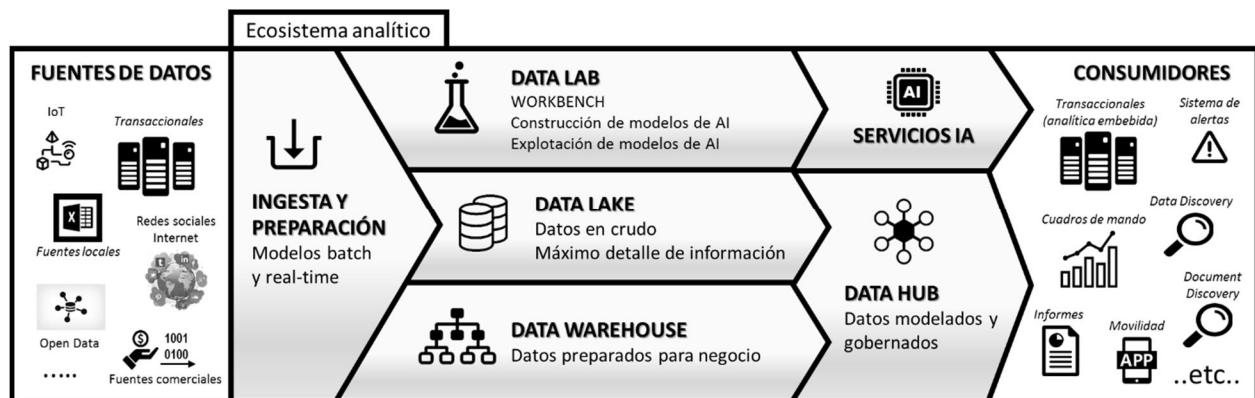 Ecosistema analítico
FUENTES DE DATOS
IoT
Transaccionales
Fuentes locales
Redes sociales
Internet
Open Data
.....
$
1001
0100
Fuentes comerciales
INGESTA Y
PREPARACIÓN
Modelos batch
y real-time
DATA LAB
WORKBENCH
Construcción de modelos de AI
Explotación de modelos de AI
DATA LAKE
Datos en crudo
Máximo detalle de información
DATA WAREHOUSE
Datos preparados para negocio
AI
SERVICIOS IA
DATA HUB
Datos modelados y
gobernados
CONSUMIDORES
Transaccionales
(analítica embebida)
Sistema de
alertas
Cuadros de mando
Data Discovery
Document
Discovery
Informes
Movilidad
APP
..etc..